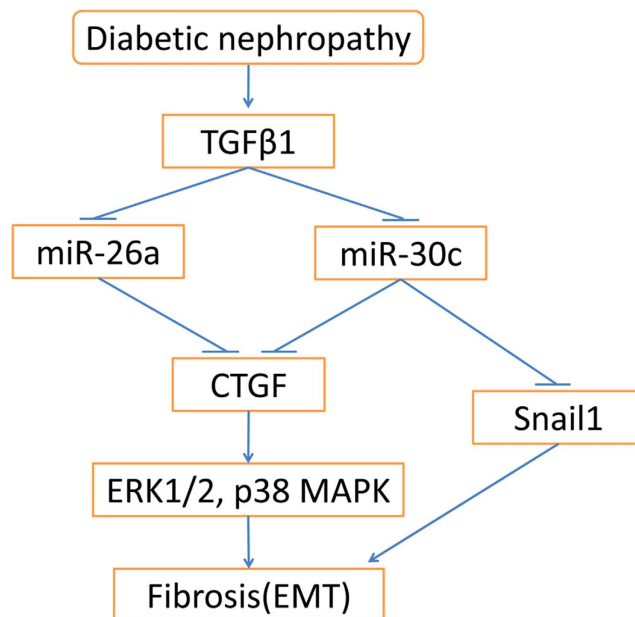 Diabetic nephropathy
TGFβ1
miR-26a
miR-30c
CTGF
Snail1
ERK1/2, p38 MAPK
Fibrosis(EMT)